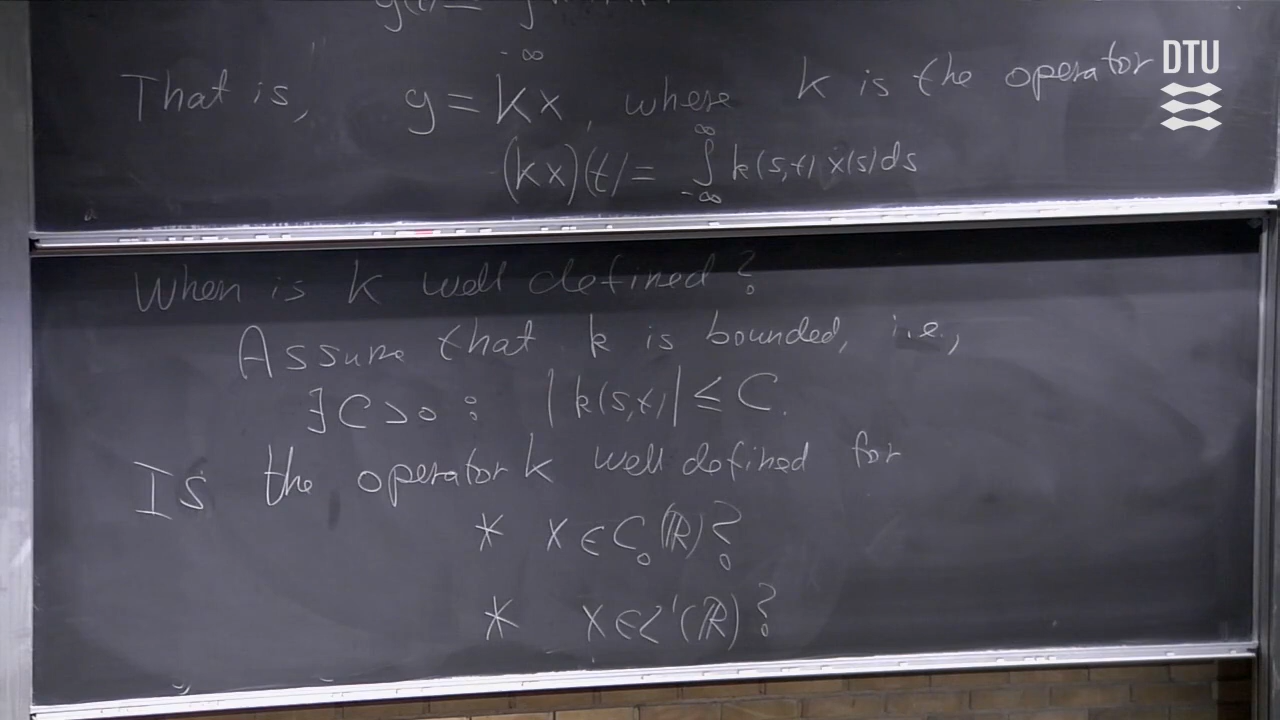 y(t) = ∫
-∞
That is, y = Kx, where K is the operator
(Kx)(t) = ∫_{-∞}^{∞} k(s,t) x(s) ds
When is K well defined?
Assume that k is bounded, i.e.,
∃ C > 0 : |k(s,t)| ≤ C.
Is the operator K well defined for
* x ∈ C₀(ℝ)?
* x ∈ L¹(ℝ)?
DTU